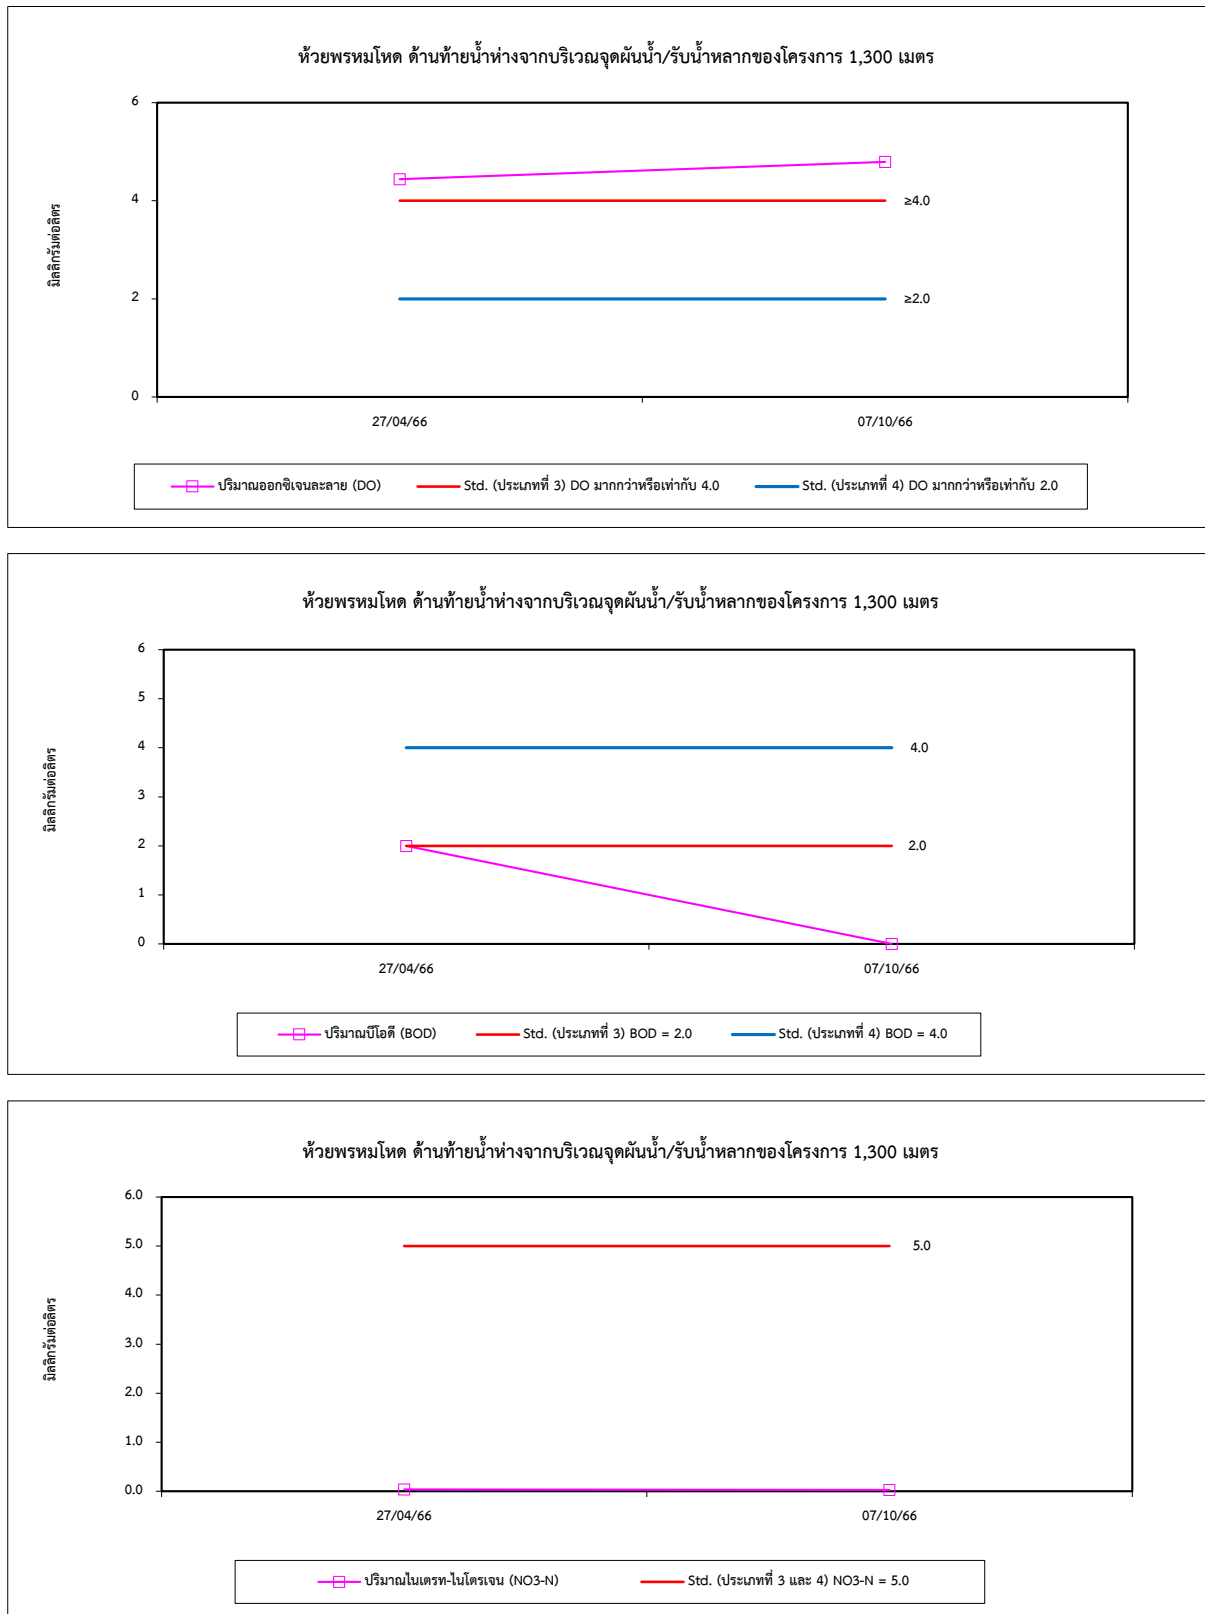 ห้วยพรหมโหด ด้านท้ายน้ำห่างจากบริเวณจุดผันน้ำ/รับน้ำหลากของโครงการ 1,300 เมตร
มิลลิกรัมต่อลิตร
6
4
2
0
≥4.0
≥2.0
27/04/66
07/10/66
ปริมาณออกซิเจนละลาย (DO)
Std. (ประเภทที่ 3) DO มากกว่าหรือเท่ากับ 4.0
Std. (ประเภทที่ 4) DO มากกว่าหรือเท่ากับ 2.0
ห้วยพรหมโหด ด้านท้ายน้ำห่างจากบริเวณจุดผันน้ำ/รับน้ำหลากของโครงการ 1,300 เมตร
มิลลิกรัมต่อลิตร
6
5
4
3
2
1
0
4.0
2.0
27/04/66
07/10/66
ปริมาณบีโอดี (BOD)
Std. (ประเภทที่ 3) BOD = 2.0
Std. (ประเภทที่ 4) BOD = 4.0
ห้วยพรหมโหด ด้านท้ายน้ำห่างจากบริเวณจุดผันน้ำ/รับน้ำหลากของโครงการ 1,300 เมตร
มิลลิกรัมต่อลิตร
6.0
5.0
4.0
3.0
2.0
1.0
0.0
5.0
27/04/66
07/10/66
ปริมาณไนเตรท-ไนโตรเจน (NO3-N)
Std. (ประเภทที่ 3 และ 4) NO3-N = 5.0